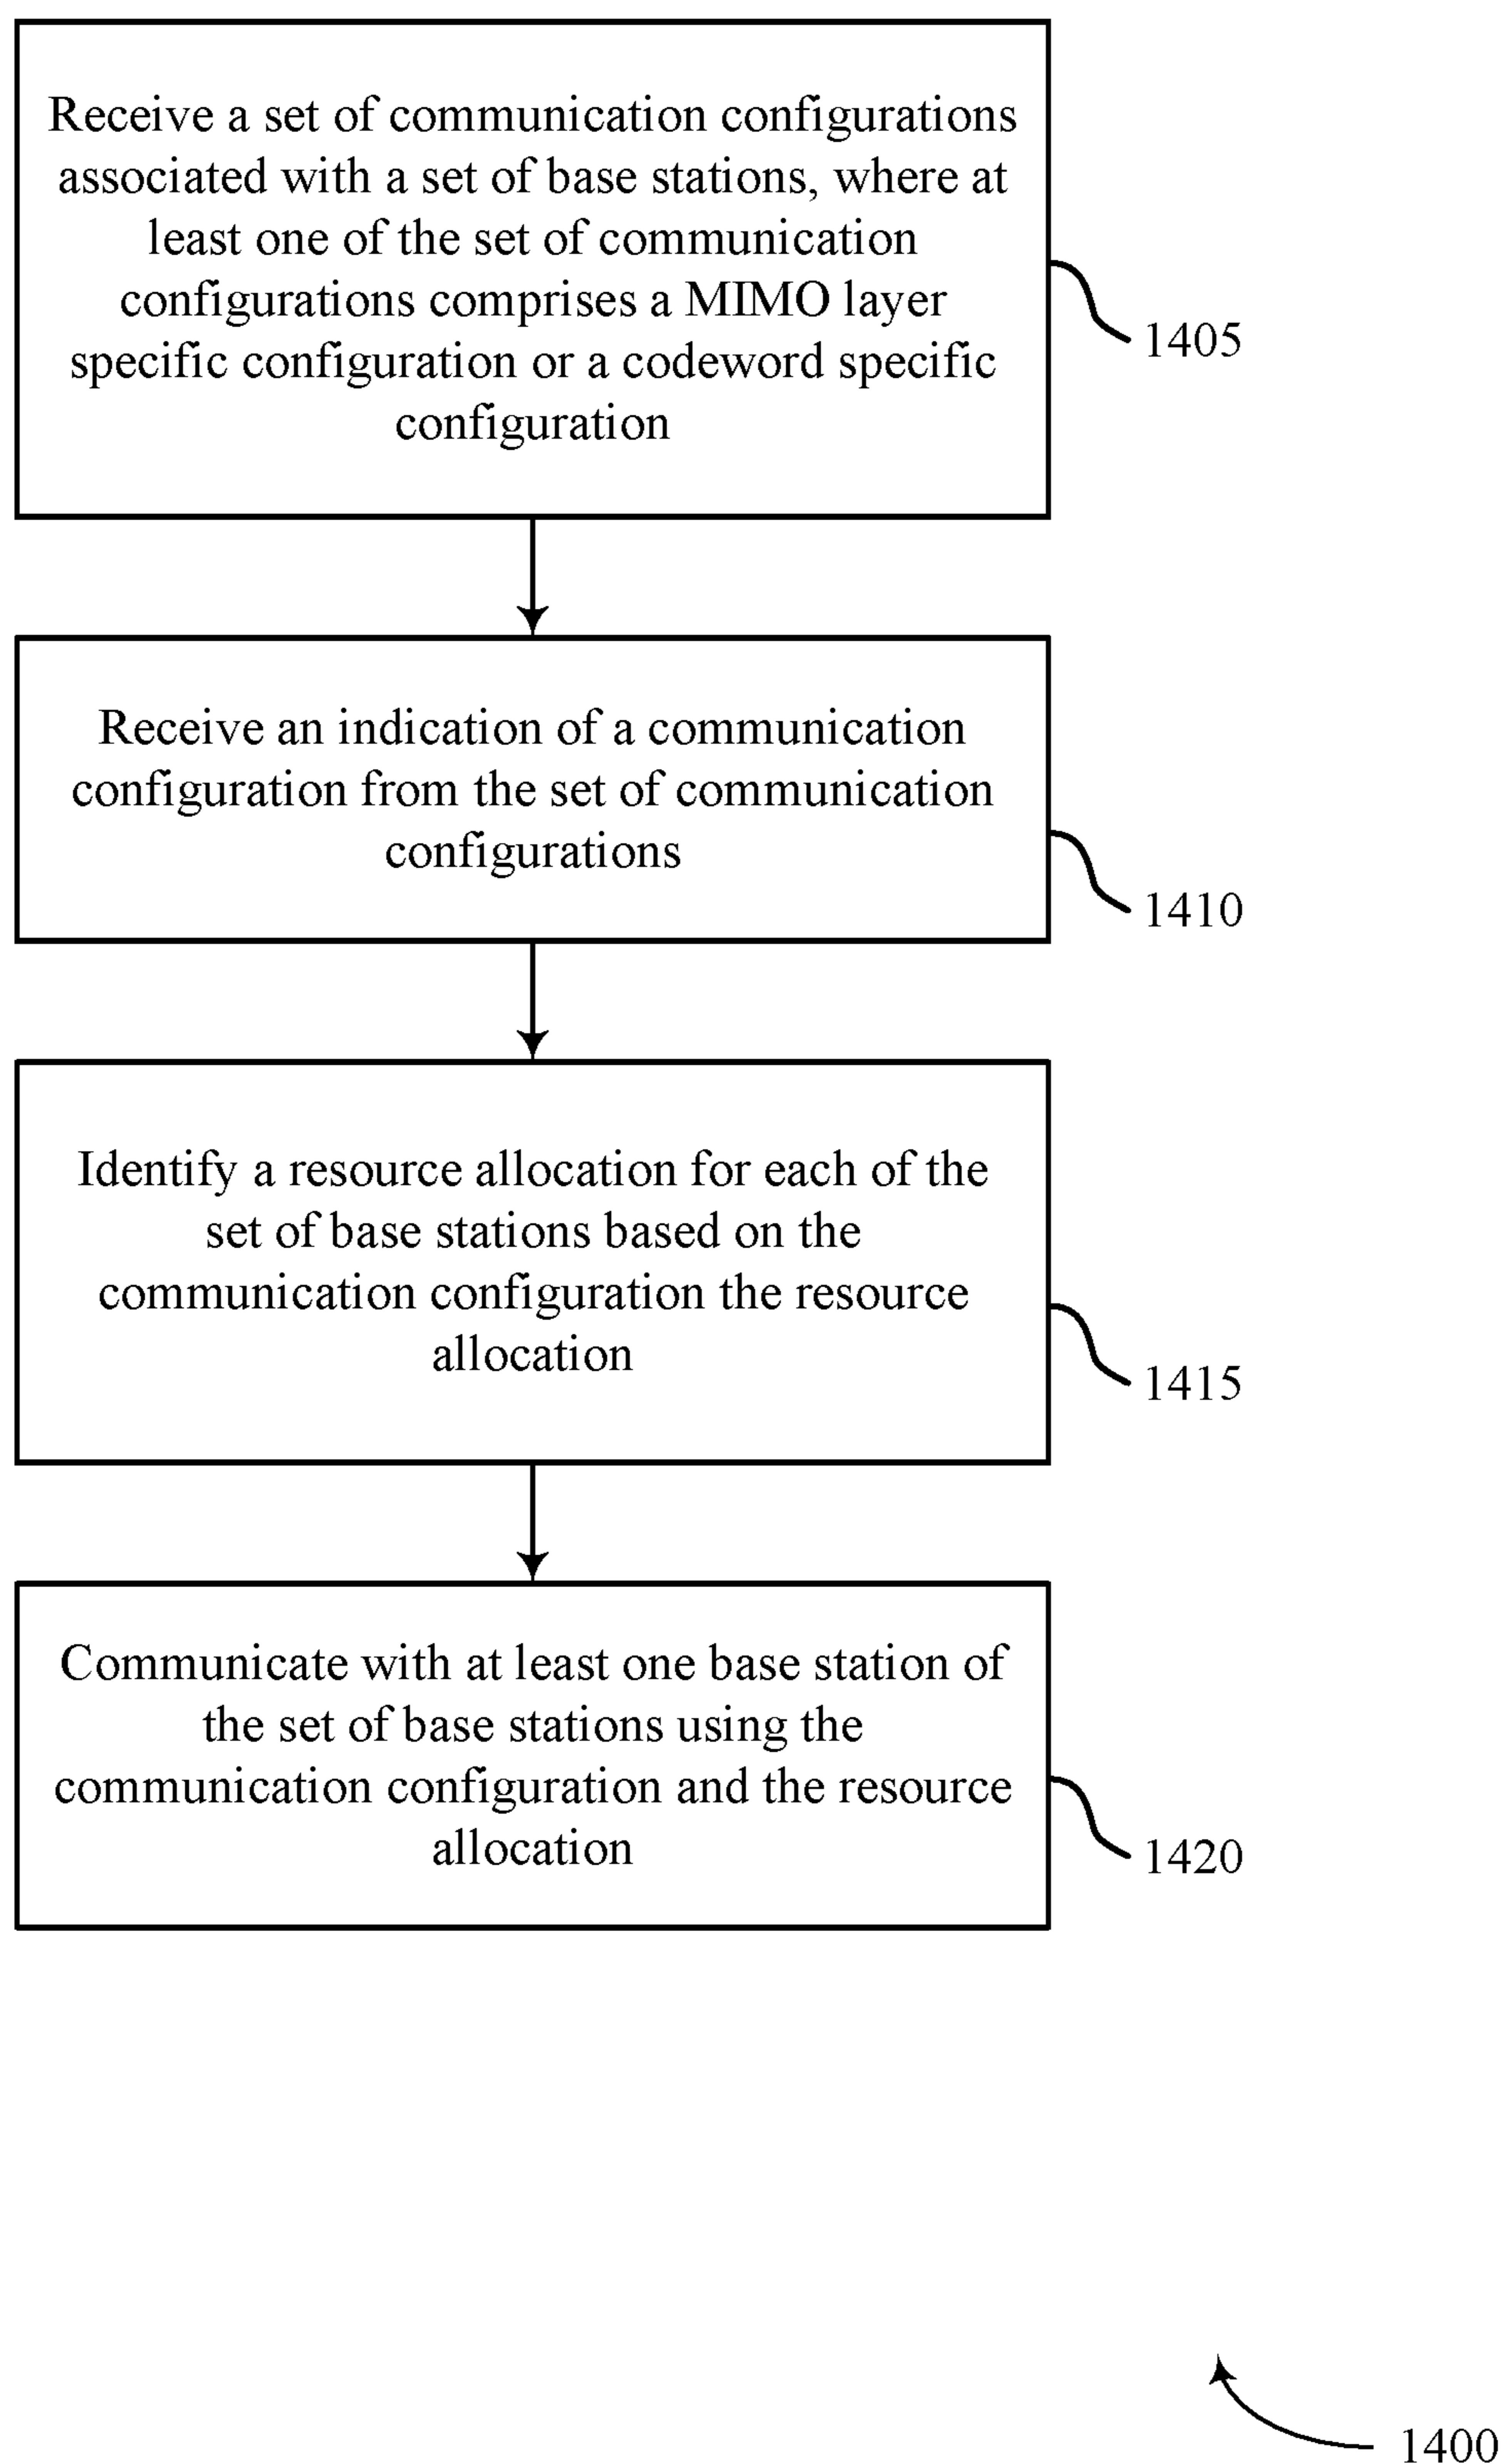 Receive a set of communication configurations
associated with a set of base stations, where at
least one of the set of communication
configurations comprises a MIMO layer
specific configuration or a codeword specific
configuration
1405
Receive an indication of a communication
configuration from the set of communication
configurations
1410
Identify a resource allocation for each of the
set of base stations based on the
communication configuration the resource
allocation
1415
Communicate with at least one base station of
the set of base stations using the
communication configuration and the resource
allocation
1420
1400